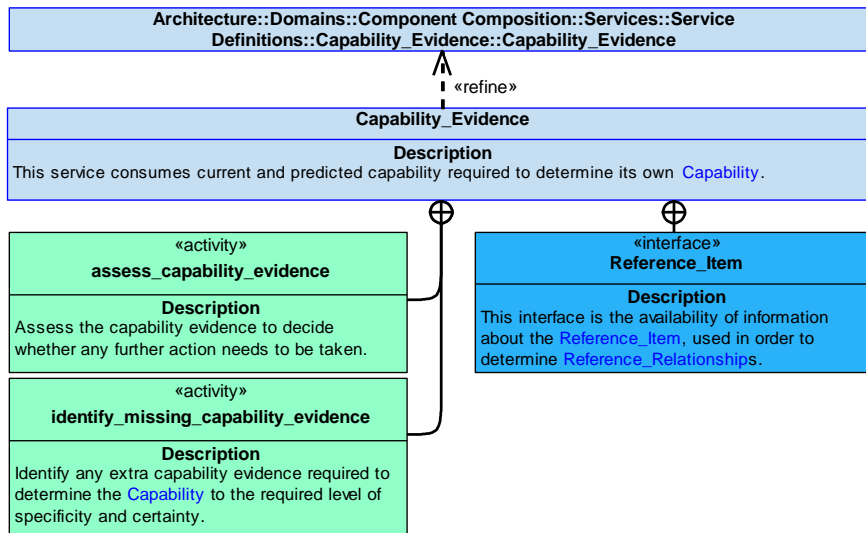 Architecture::Domains::Component Composition::Services::Service
Definitions::Capability_Evidence::Capability_Evidence
«refine»
Capability_Evidence
Description
This service consumes current and predicted capability required to determine its own Capability.
«activity»
assess_capability_evidence
Description
Assess the capability evidence to decide
whether any further action needs to be taken.
«interface»
Reference_Item
Description
This interface is the availability of information
about the Reference_Item, used in order to
determine Reference_Relationships.
«activity»
identify_missing_capability_evidence
Description
Identify any extra capability evidence required to
determine the Capability to the required level of
specificity and certainty.